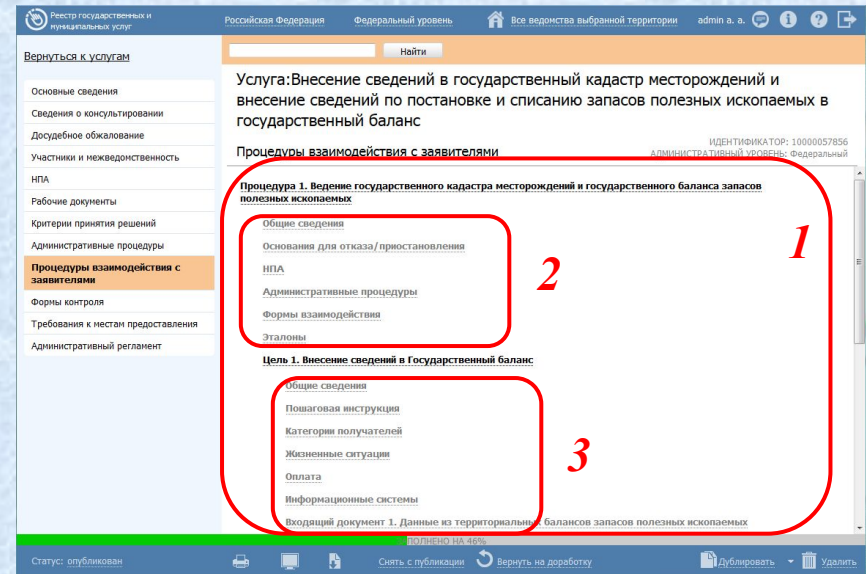 Реестр государственных и
муниципальных услуг
Российская Федерация Федеральный уровень Все ведомства выбранной территории admin a. a.
Вернуться к услугам
Найти
Основные сведения
Сведения о консультировании
Досудебное обжалование
Участники и межведомственность
НПА
Рабочие документы
Критерии принятия решений
Административные процедуры
Процедуры взаимодействия с
заявителями
Формы контроля
Требования к местам предоставления
Административный регламент
Услуга:Внесение сведений в государственный кадастр месторождений и
внесение сведений по постановке и списанию запасов полезных ископаемых в
государственный баланс
ИДЕНТИФИКАТОР: 10000057856
Процедуры взаимодействия с заявителями
АДМИНИСТРАТИВНЫЙ УРОВЕНЬ: Федеральный
Процедура 1. Ведение государственного кадастра месторождений и государственного баланса запасов
полезных ископаемых
1
Общие сведения
Основания для отказа/приостановления
НПА
2
Административные процедуры
Формы взаимодействия
Эталоны
Цель 1. Внесение сведений в Государственный баланс
Общие сведения
Пошаговая инструкция
Категории получателей
Жизненные ситуации
3
Оплата
Информационные системы
Входящий документ 1. Данные из территориальных балансов запасов полезных ископаемых
ПОЛНЕНО НА 46%
Статус: опубликован Снять с публикации Вернуть на доработку Дублировать Удалить